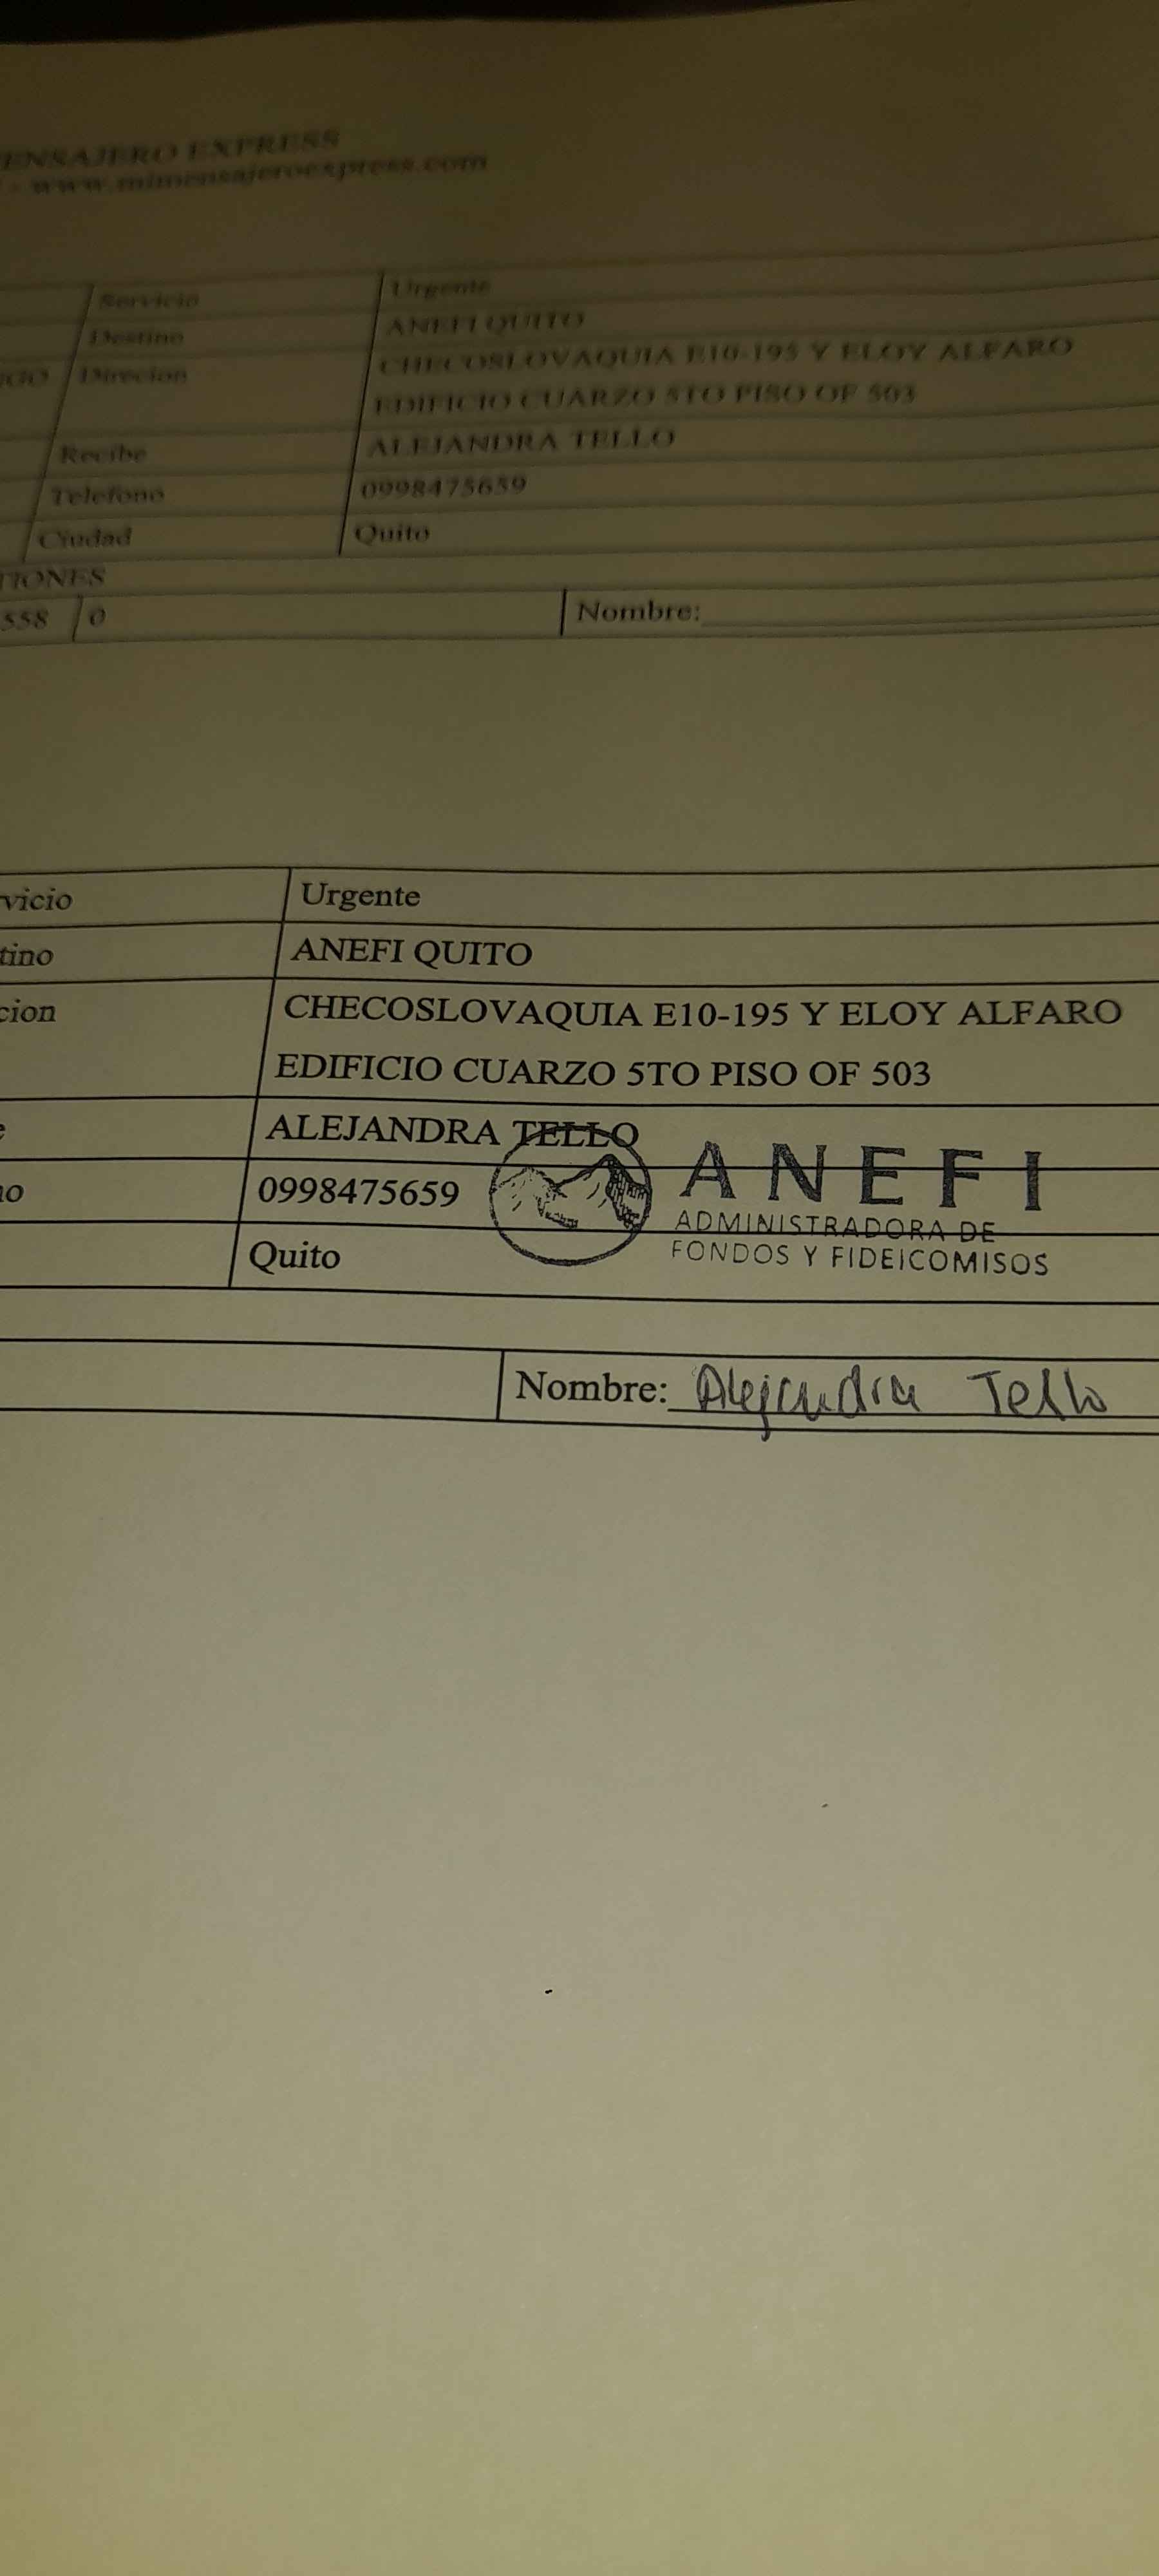 ENSAJERO EXPRESS
- www.mimensajeroexpress.com
Servicio Urgente
Destino ANEFI QUITO
GO Direcion CHECOSLOVAQUIA E10-195 Y ELOY ALFARO
EDIFICIO CUARZO 5TO PISO OF 503
Recibe ALEJANDRA TELLO
Telefono 0998475659
Ciudad Quito
TIONES
558 0 Nombre:
vicio Urgente
tino ANEFI QUITO
cion CHECOSLOVAQUIA E10-195 Y ELOY ALFARO
EDIFICIO CUARZO 5TO PISO OF 503
e ALEJANDRA TELLO
no 0998475659
Quito
ANEFI
ADMINISTRADORA DE
FONDOS Y FIDEICOMISOS
Nombre: Alejandra Tello